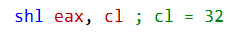 shl eax, cl ; cl = 32